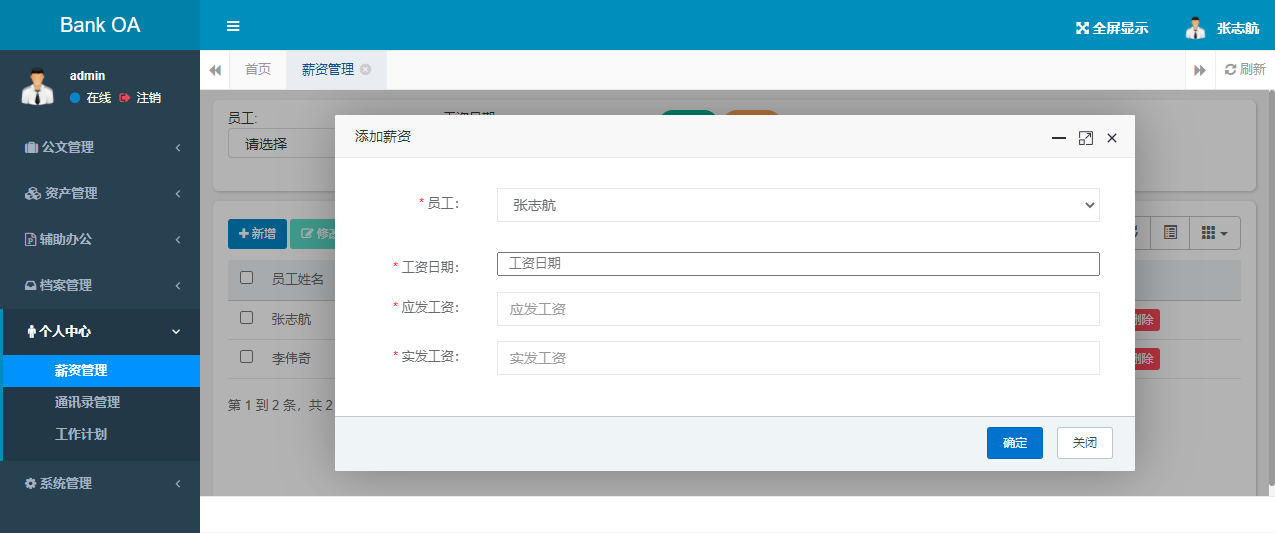 Bank OA
全屏显示
张志航
admin
在线
注销
首页
薪资管理
刷新
公文管理
资产管理
辅助办公
档案管理
个人中心
薪资管理
通讯录管理
工作计划
系统管理
员工:
请选择
新增
员工姓名
张志航
李伟奇
删除
删除
第 1 到 2 条，共 2
添加薪资
* 员工：
张志航
* 工资日期：
工资日期
* 应发工资：
应发工资
* 实发工资：
实发工资
确定
关闭